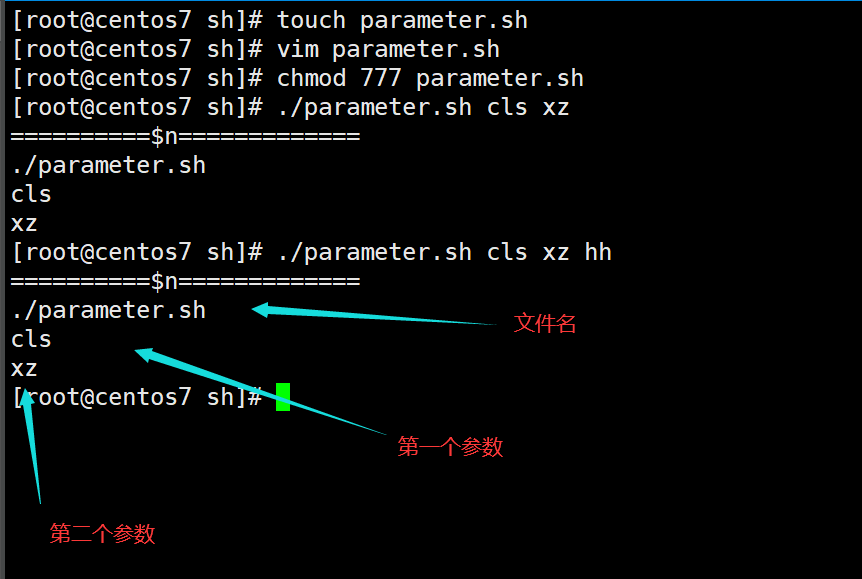 [root@centos7 sh]# touch parameter.sh
[root@centos7 sh]# vim parameter.sh
[root@centos7 sh]# chmod 777 parameter.sh
[root@centos7 sh]# ./parameter.sh cls xz
==========$n=============
./parameter.sh
cls
xz
[root@centos7 sh]# ./parameter.sh cls xz hh
==========$n=============
./parameter.sh
文件名
cls
xz
[root@centos7 sh]#
第一个参数
第二个参数